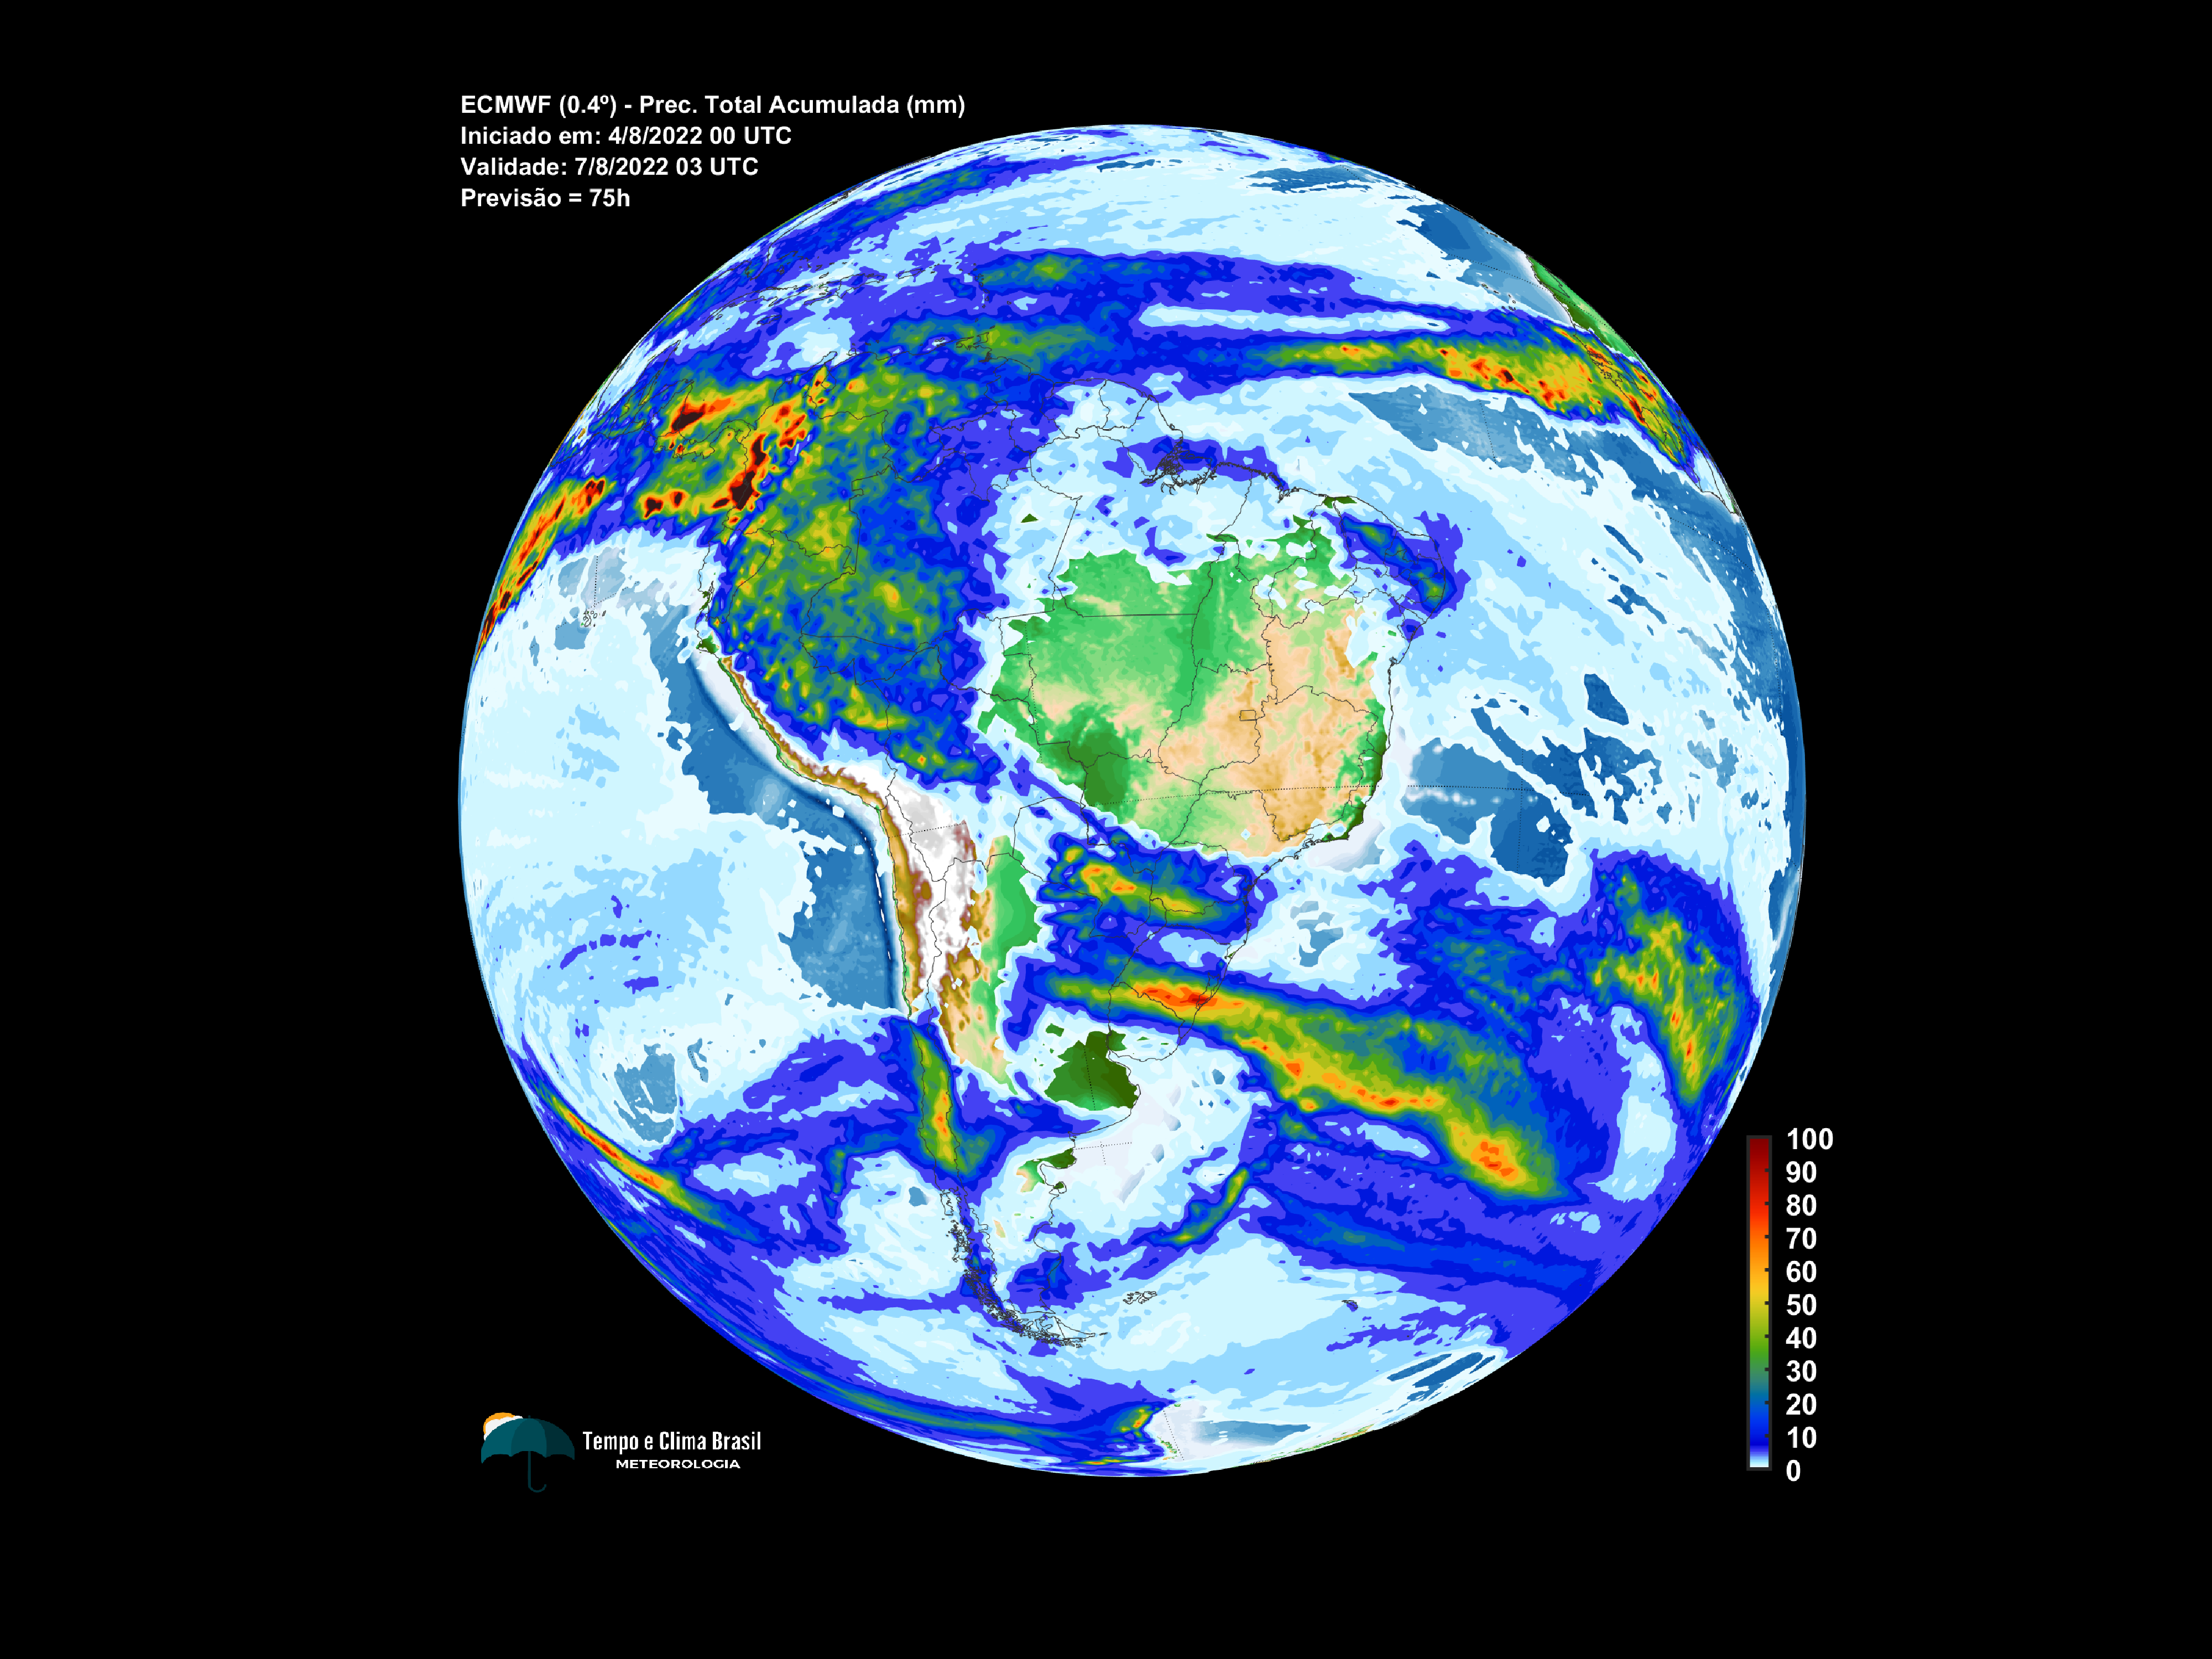 ECMWF (0.4º) - Prec. Total Acumulada (mm)
Iniciado em: 4/8/2022 00 UTC
Validade: 7/8/2022 03 UTC
Previsão = 75h
100
90
80
70
60
50
40
30
20
10
0
Tempo e Clima Brasil
METEOROLOGIA